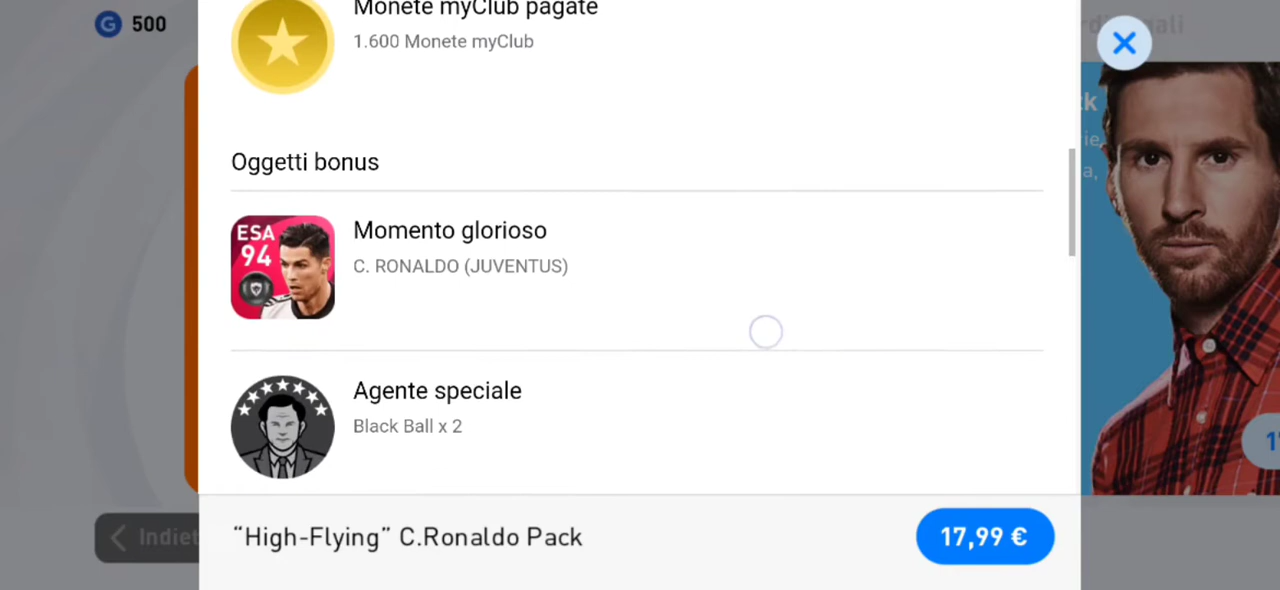 500
Monete myClub pagate
1.600 Monete myClub
Oggetti bonus
ESA
94
Momento glorioso
C. RONALDO (JUVENTUS)
Agente speciale
Black Ball x 2
Indiet
“High-Flying” C.Ronaldo Pack
17,99 €